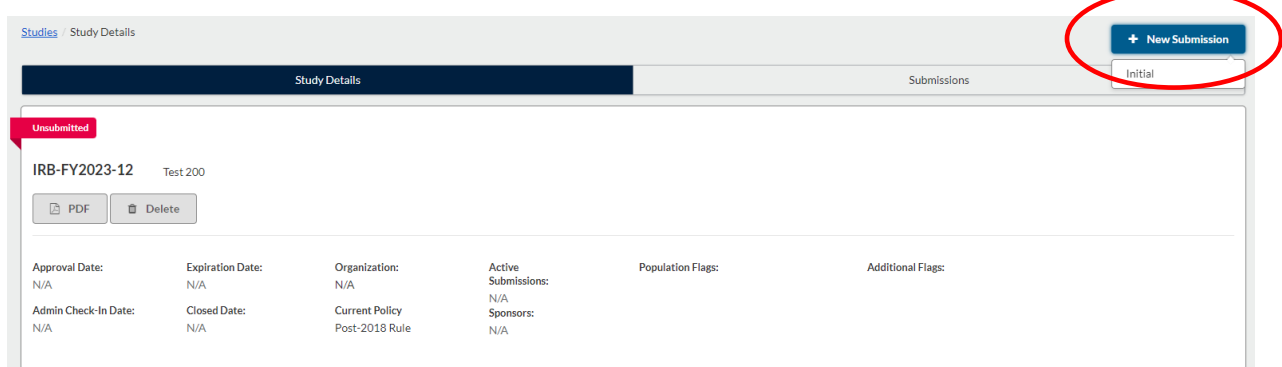 Studies / Study Details
+ New Submission
Initial
Study Details
Submissions
Unsubmitted
IRB-FY2023-12 Test 200
PDF
Delete
Approval Date:
N/A
Expiration Date:
N/A
Organization:
N/A
Active
Submissions:
N/A
Population Flags:
Additional Flags:
Admin Check-In Date:
N/A
Closed Date:
N/A
Current Policy
Post-2018 Rule
Sponsors:
N/A